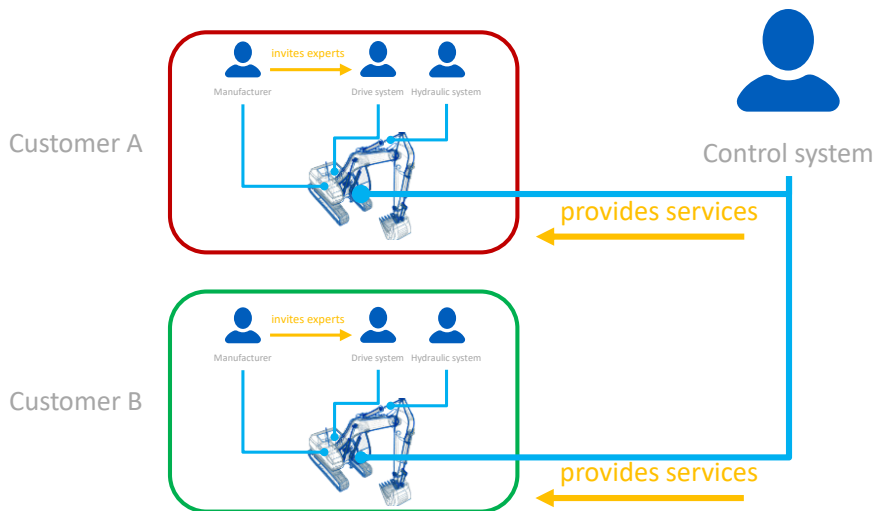 invites experts
Manufacturer
Drive system
Hydraulic system
Customer A
Control system
provides services
invites experts
Manufacturer
Drive system
Hydraulic system
Customer B
provides services